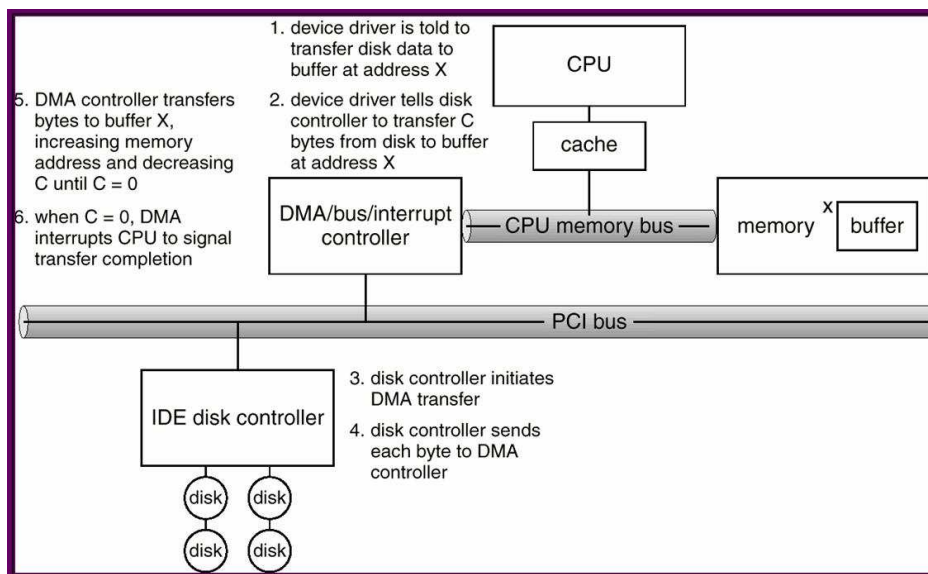 1. device driver is told to
transfer disk data to
buffer at address X
2. device driver tells disk
controller to transfer C
bytes from disk to buffer
at address X
5. DMA controller transfers
bytes to buffer X,
increasing memory
address and decreasing
C until C = 0
6. when C = 0, DMA
interrupts CPU to signal
transfer completion
CPU
cache
DMA/bus/interrupt
controller
CPU memory bus
memory
X
buffer
PCI bus
IDE disk controller
3. disk controller initiates
DMA transfer
4. disk controller sends
each byte to DMA
controller
disk
disk
disk
disk